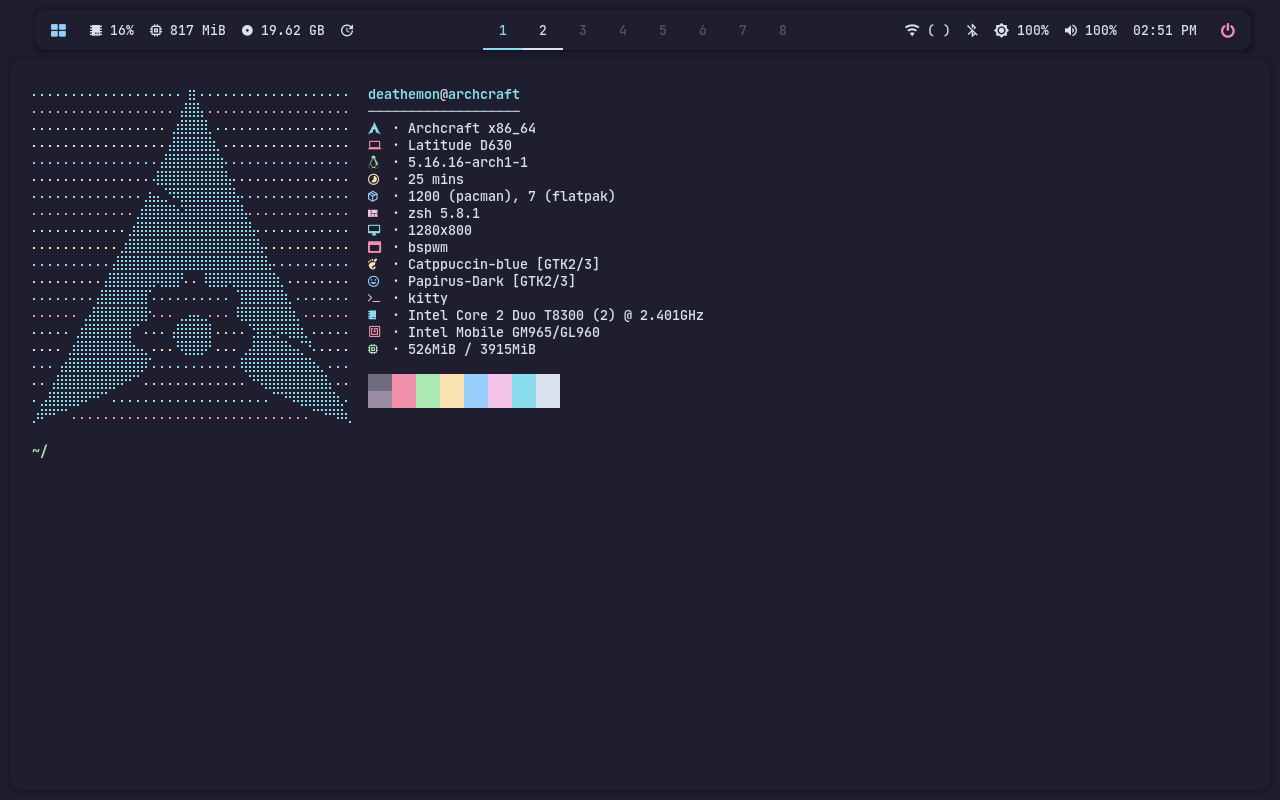 16% 817 MiB 19.62 GB 1 2 3 4 5 6 7 8 ( ) 100% 100% 02:51 PM
deathemon@archcraft
-------------------
· Archcraft x86_64
· Latitude D630
· 5.16.16-arch1-1
· 25 mins
· 1200 (pacman), 7 (flatpak)
· zsh 5.8.1
· 1280x800
· bspwm
· Catppuccin-blue [GTK2/3]
· Papirus-Dark [GTK2/3]
· kitty
· Intel Core 2 Duo T8300 (2) @ 2.401GHz
· Intel Mobile GM965/GL960
· 526MiB / 3915MiB
~/